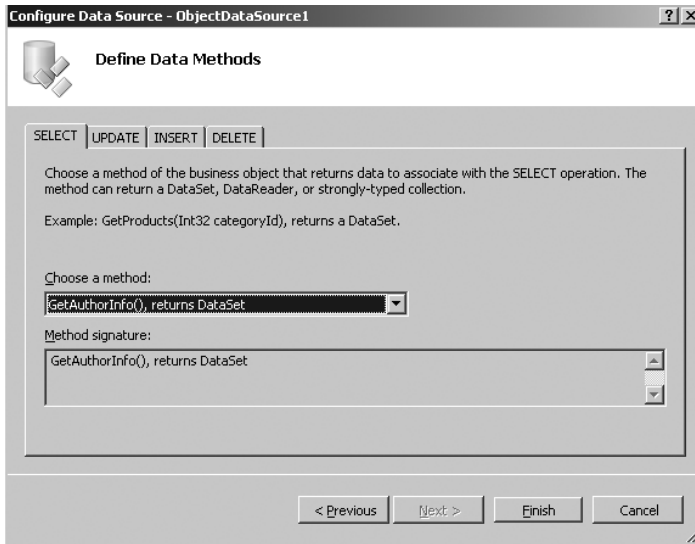 Configure Data Source - ObjectDataSource1
Define Data Methods
SELECT UPDATE INSERT DELETE
Choose a method of the business object that returns data to associate with the SELECT operation. The
method can return a DataSet, DataReader, or strongly-typed collection.
Example: GetProducts(Int32 categoryId), returns a DataSet.
Choose a method:
GetAuthorInfo(), returns DataSet
Method signature:
GetAuthorInfo(), returns DataSet
< Previous Next > Finish Cancel